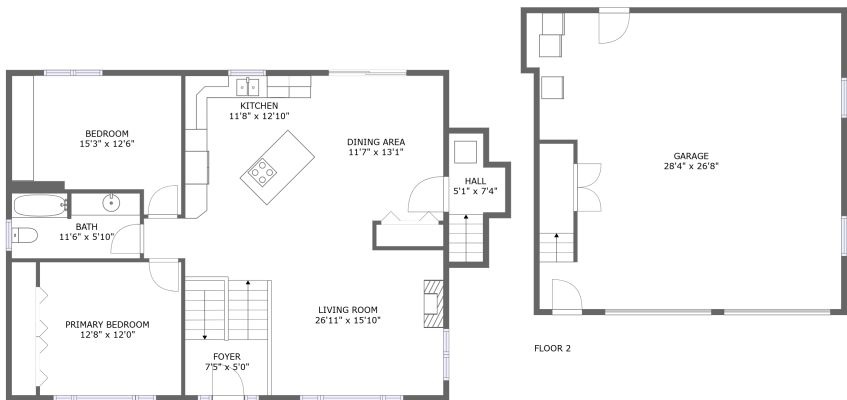 KITCHEN
11'8" x 12'10"
BEDROOM
15'3" x 12'6"
DINING AREA
11'7" x 13'1"
GARAGE
28'4" x 26'8"
HALL
5'1" x 7'4"
BATH
11'6" x 5'10"
LIVING ROOM
26'11" x 15'10"
PRIMARY BEDROOM
12'8" x 12'0"
FOYER
7'5" x 5'0"
FLOOR 2